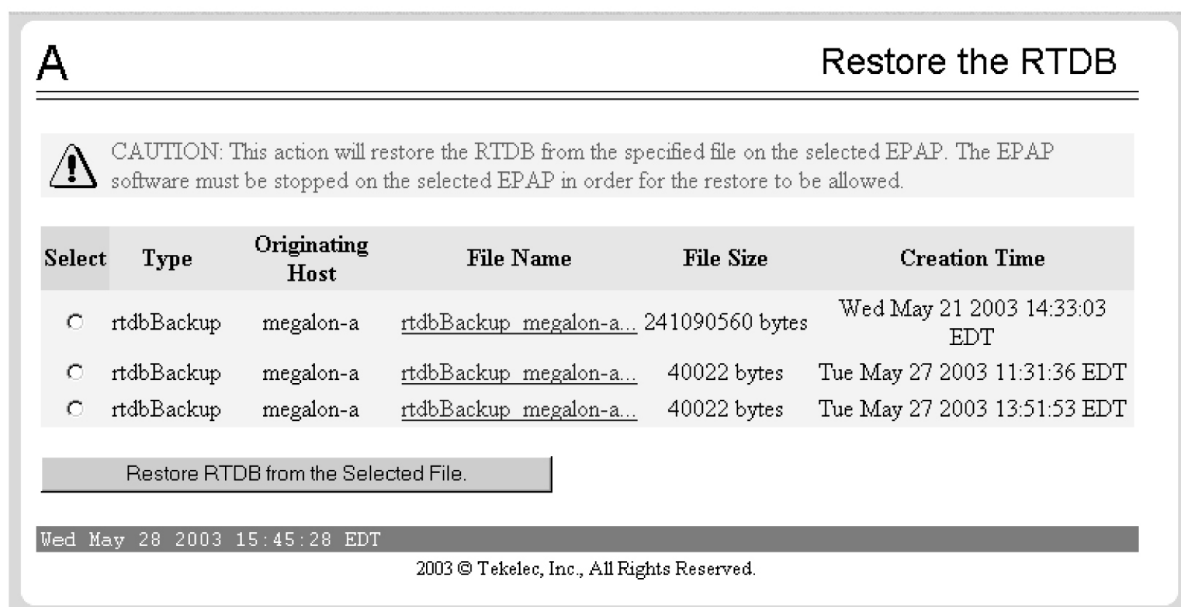 A
Restore the RTDB
CAUTION: This action will restore the RTDB from the specified file on the selected EPAP. The EPAP
software must be stopped on the selected EPAP in order for the restore to be allowed.
Select Type Originating Host File Name File Size Creation Time
rtdbBackup megalon-a rtdbBackup_megalon-a... 241090560 bytes Wed May 21 2003 14:33:03 EDT
rtdbBackup megalon-a rtdbBackup_megalon-a... 40022 bytes Tue May 27 2003 11:31:36 EDT
rtdbBackup megalon-a rtdbBackup_megalon-a... 40022 bytes Tue May 27 2003 13:51:53 EDT
Restore RTDB from the Selected File.
Wed May 28 2003 15:45:28 EDT
2003 © Tekelec, Inc., All Rights Reserved.